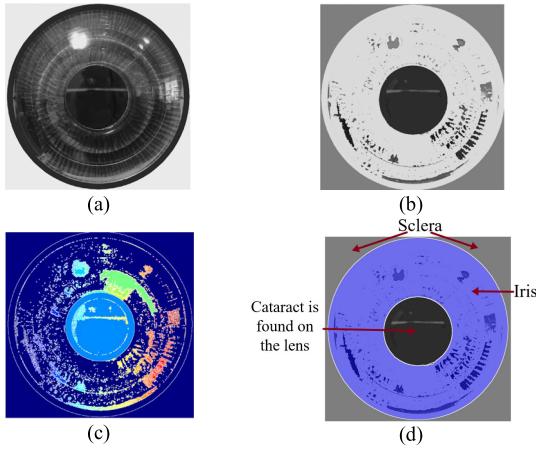 (a)
(b)
Sclera
Iris
Cataract is
found on
the lens
(c)
(d)